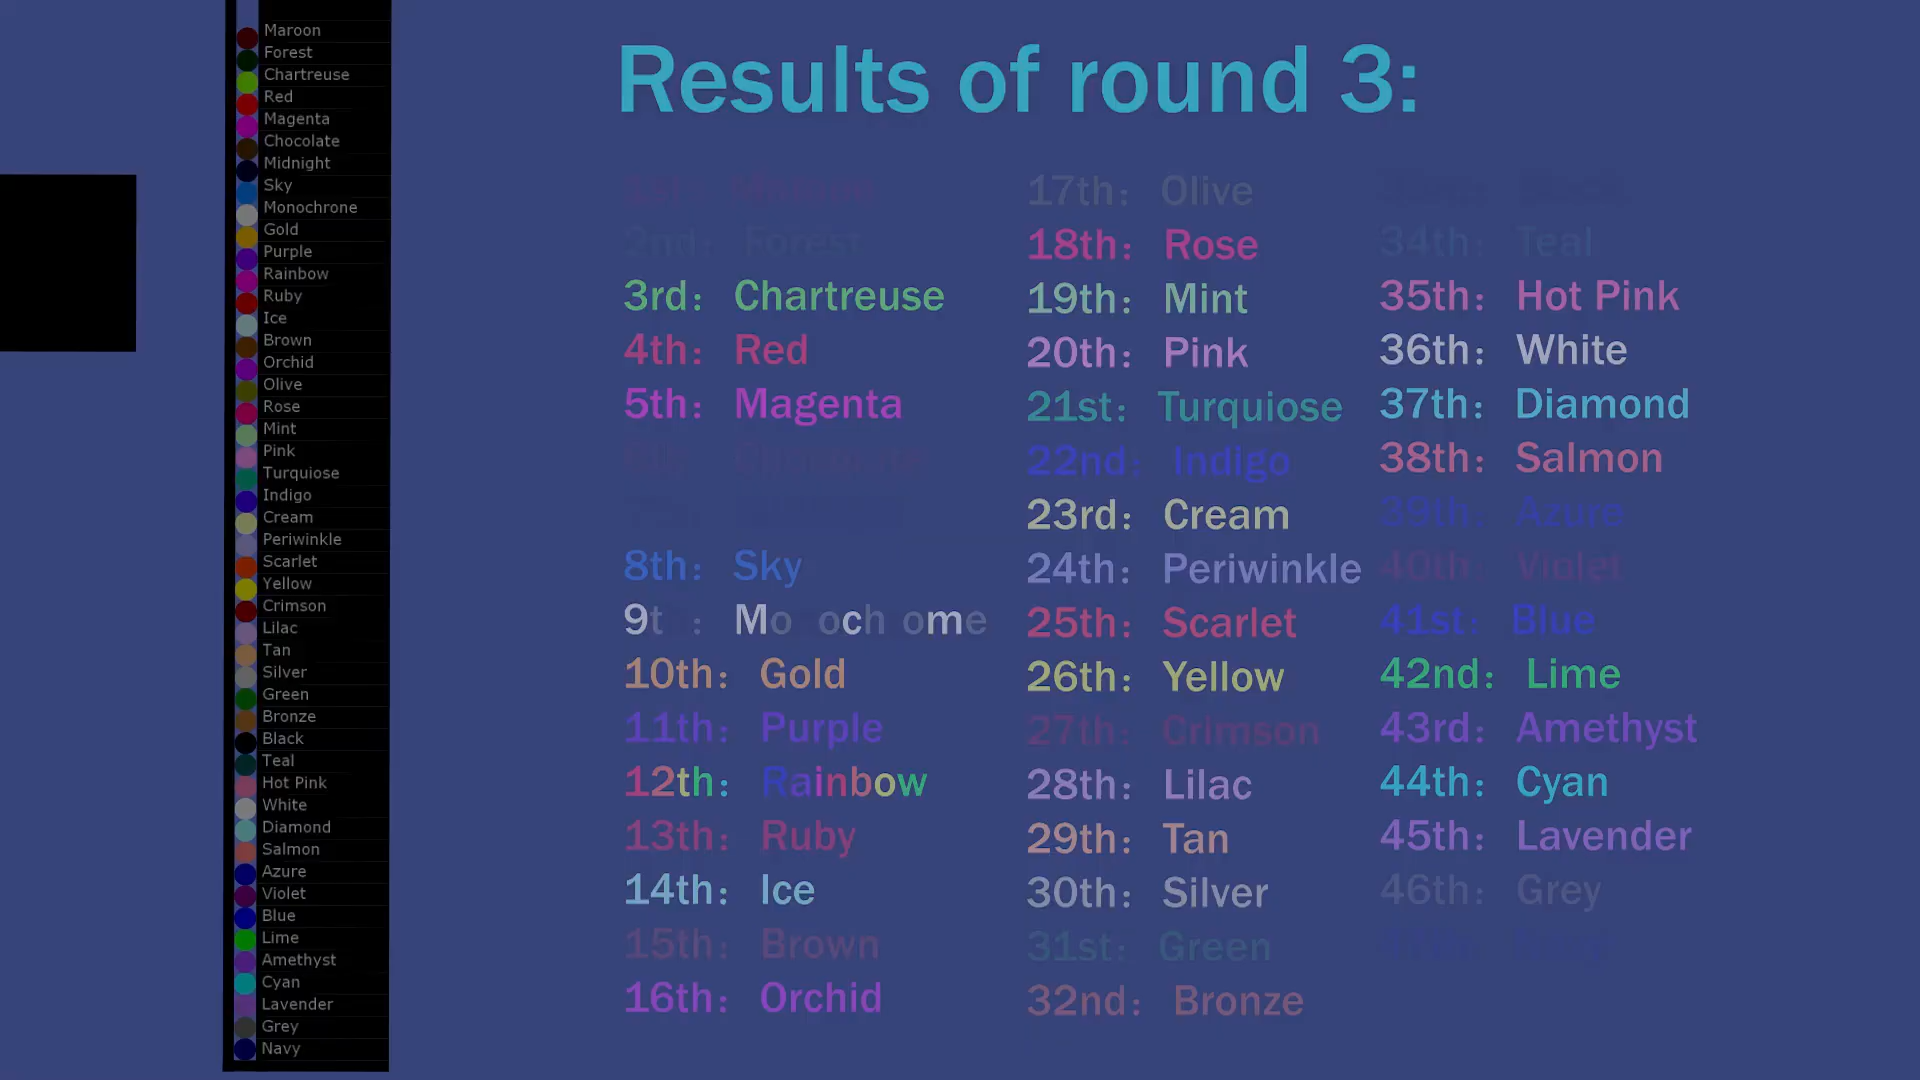 Maroon
Forest
Chartreuse
Red
Magenta
Chocolate
Midnight
Sky
Monochrone
Gold
Purple
Rainbow
Ruby
Ice
Brown
Orchid
Olive
Rose
Mint
Pink
Turquiose
Indigo
Cream
Periwinkle
Scarlet
Yellow
Crimson
Lilac
Tan
Silver
Green
Bronze
Black
Teal
Hot Pink
White
Diamond
Salmon
Azure
Violet
Blue
Lime
Amethyst
Cyan
Lavender
Grey
Navy
Results of round 3:
2nd: Forest
3rd: Chartreuse
4th: Red
5th: Magenta
8th: Sky
9t : Mo och ome
10th: Gold
11th: Purple
12th: Rainbow
13th: Ruby
14th: Ice
15th: Brown
16th: Orchid
17th: Olive
18th: Rose
19th: Mint
20th: Pink
21st: Turquiose
22nd: Indigo
23rd: Cream
24th: Periwinkle
25th: Scarlet
26th: Yellow
27th: Crimson
28th: Lilac
29th: Tan
30th: Silver
31st: Green
32nd: Bronze
34th: Teal
35th: Hot Pink
36th: White
37th: Diamond
38th: Salmon
39th: Azure
40th: Violet
41st: Blue
42nd: Lime
43rd: Amethyst
44th: Cyan
45th: Lavender
46th: Grey